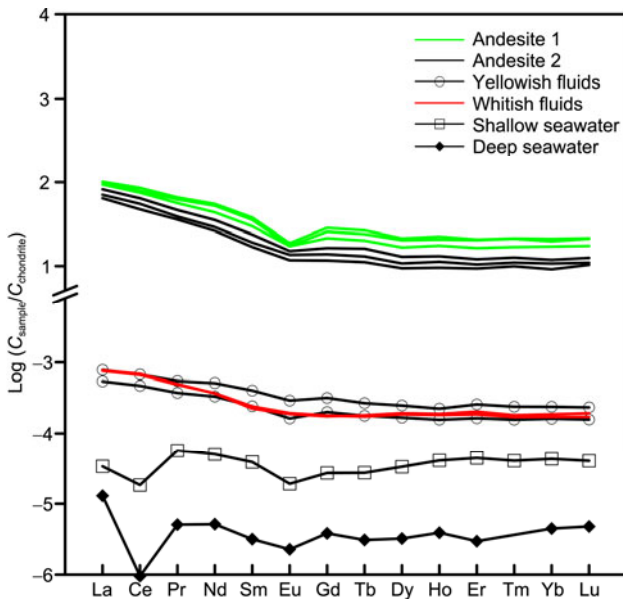 4
3
2
1
−3
−4
−5
−6
Log (Csample/Cchondrite)
Andesite 1
Andesite 2
Yellowish fluids
Whitish fluids
Shallow seawater
Deep seawater
La Ce Pr Nd Sm Eu Gd Tb Dy Ho Er Tm Yb Lu